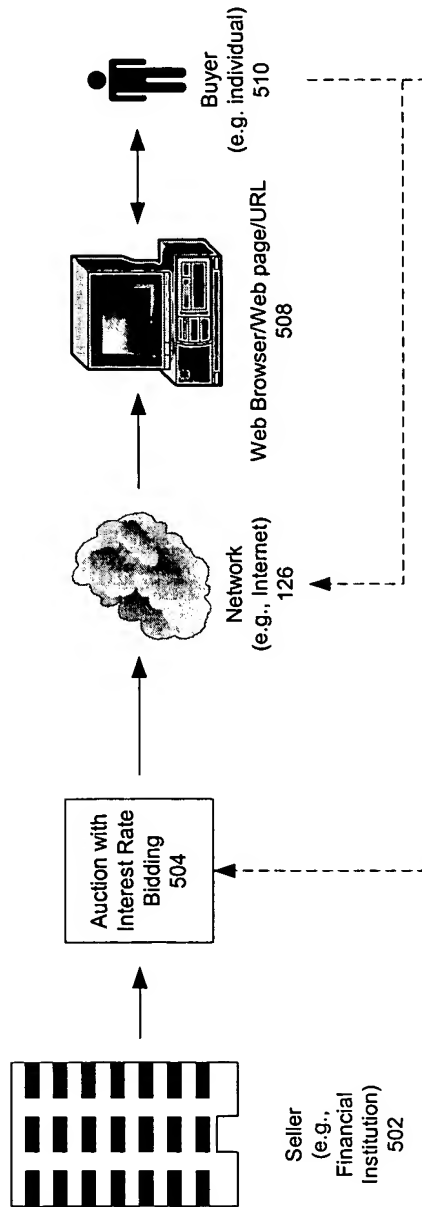 Seller
(e.g.,
Financial
Institution)
502
Auction with
Interest Rate
Bidding
504
Network
(e.g., Internet)
126
Web Browser/Web page/URL
508
Buyer
(e.g. individual)
510